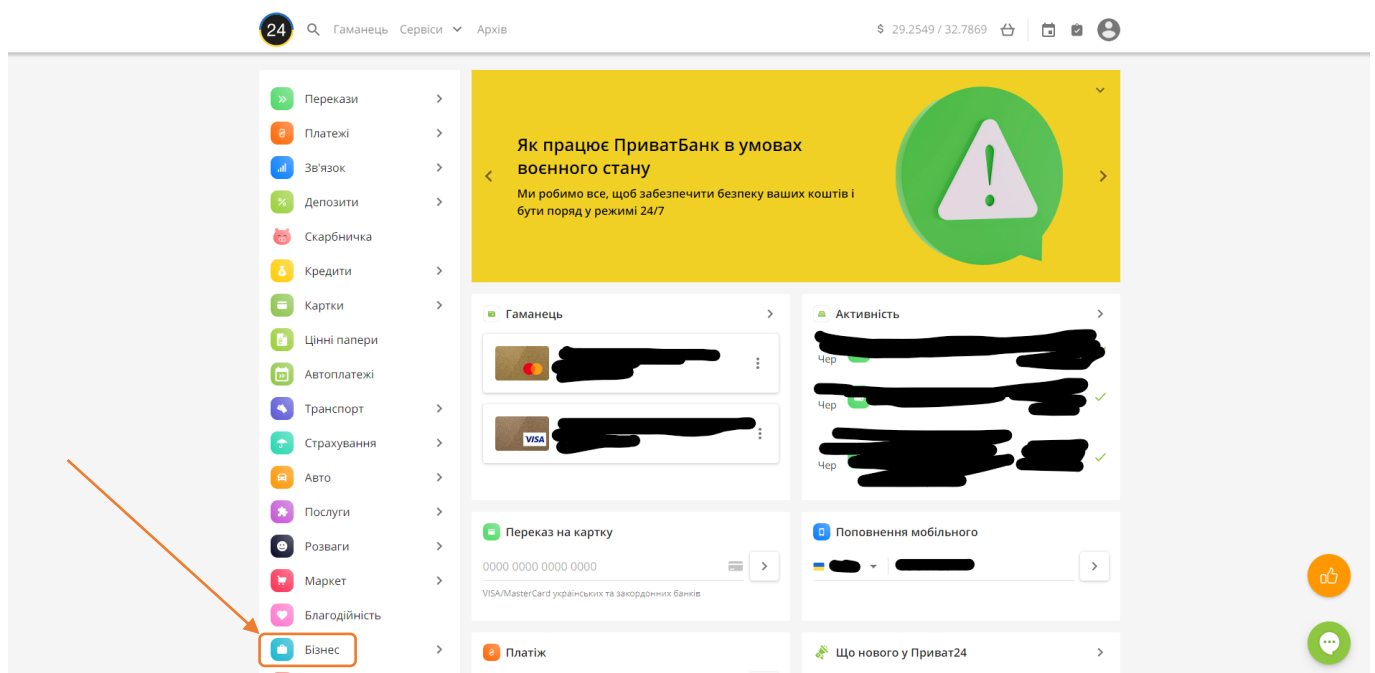 24 Гаманець Сервіси Архів $ 29.2549 / 32.7869
Перекази
Платежі
Зв'язок
Депозити
Скарбничка
Кредити
Картки
Цінні папери
Автоплатежі
Транспорт
Страхування
Авто
Послуги
Розваги
Маркет
Благодійність
Бізнес
Як працює ПриватБанк в умовах
воєнного стану
Ми робимо все, щоб забезпечити безпеку ваших коштів і
бути поряд у режимі 24/7
Гаманець
VISA
Активність
Чер
Чер
Чер
Переказ на картку
0000 0000 0000 0000
VISA/MasterCard українських та закордонних банків
Поповнення мобільного
Платіж
Що нового у Приват24